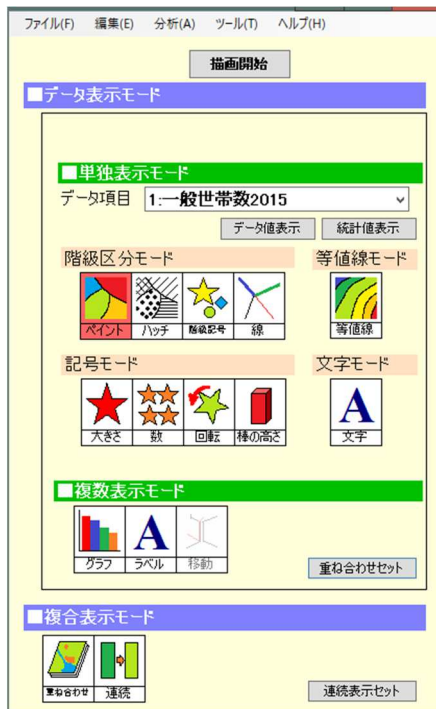 ファイル(F) 編集(E) 分析(A) ツール(T) ヘルプ(H)
描画開始
■データ表示モード
■単独表示モード
データ項目 1:一般世帯数2015
データ値表示 統計値表示
階級区分モード 等値線モード
ペイント ハッチ 階級記号 線 等値線
記号モード 文字モード
大きさ 数 回転 棒の高さ A 文字
■複数表示モード
グラフ A ラベル 移動
重ね合わせセット
■複合表示モード
重ね合わせ 連続
連続表示セット